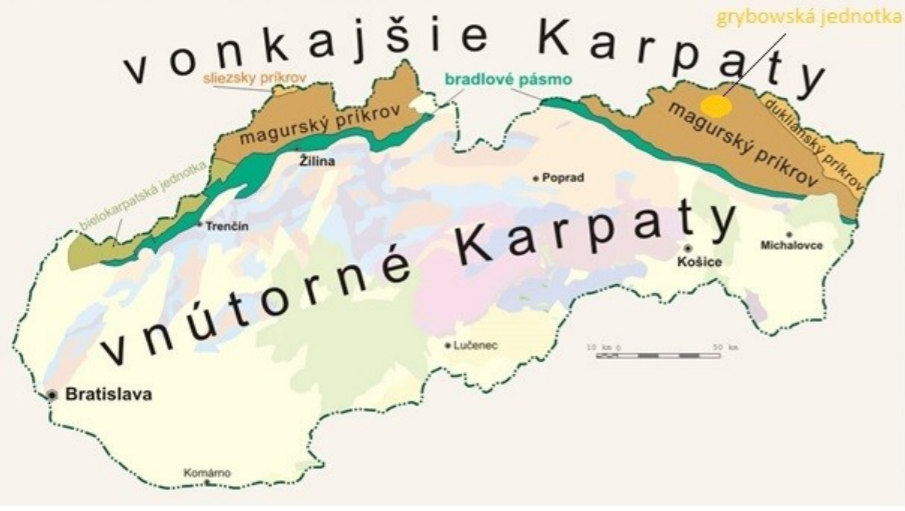 grybowská jednotka
vonkajšie Karpaty
sliezsky príkrov
bradlové pásmo
magurský príkrov
magurský príkrov
dukliansky príkrov
bielokarpatská jednotka
Žilina
Poprad
Trenčín
vnútorné Karpaty
Košice
Michalovce
Lučenec
10 km 0 50 km
Bratislava
Komárno